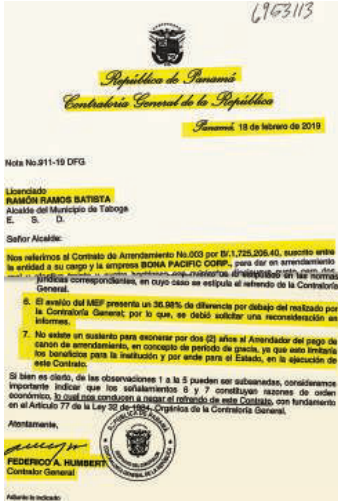 6953113
República de Panamá
Contraloría General de la República
Panamá, 18 de febrero de 2019
Nota No.911-19 DFG
Licenciado
RAMÓN RAMOS BATISTA
Alcalde del Municipio de Taboga
E. S. D.
Señor Alcalde:
Nos referimos al Contrato de Arrendamiento No.003 por B/.1,725,206.40, suscrito entre
la entidad a su cargo y la empresa BONA PACIFIC CORP., para dar en arrendamiento
jurídicas correspondientes, en cuyo caso se estipula el refrendo de la Contraloría
General.
6. El avalúo del MEF presenta un 36.98% de diferencia por debajo del realizado por
la Contraloría General; por lo que, se debió solicitar una reconsideración en
informes.
7. No existe un sustento para exonerar por dos (2) años al Arrendador del pago de
canon de arrendamiento, en concepto de período de gracia, ya que esto limitaría
los beneficios para la institución y por ende para el Estado, en la ejecución de
este Contrato.
Si bien es cierto, de las observaciones 1 a la 5 pueden ser subsanadas, consideramos
importante indicar que los señalamientos 6 y 7 constituyen razones de orden
económico, lo cual nos conducen a negar el refrendo de este Contrato, con fundamento
en el Artículo 77 de la Ley 32 de 1984, Orgánica de la Contraloría General.
Atentamente,
FEDERICO A. HUMBERT
Contralor General
Adjunto lo indicado